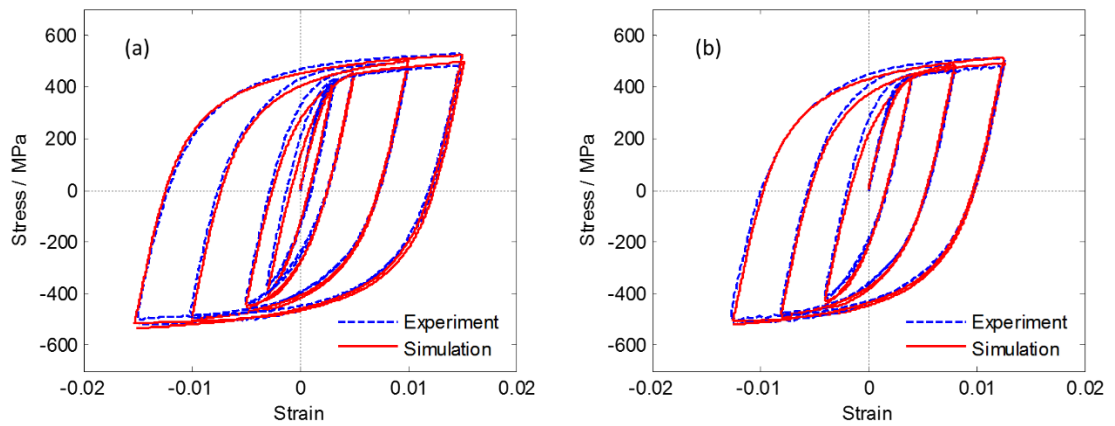 (a)
600
400
200
0
-200
-400
-600
Stress / MPa
Experiment
Simulation
-0.02
-0.01
0
0.01
0.02
Strain
(b)
600
400
200
0
-200
-400
-600
Stress / MPa
Experiment
Simulation
-0.02
-0.01
0
0.01
0.02
Strain